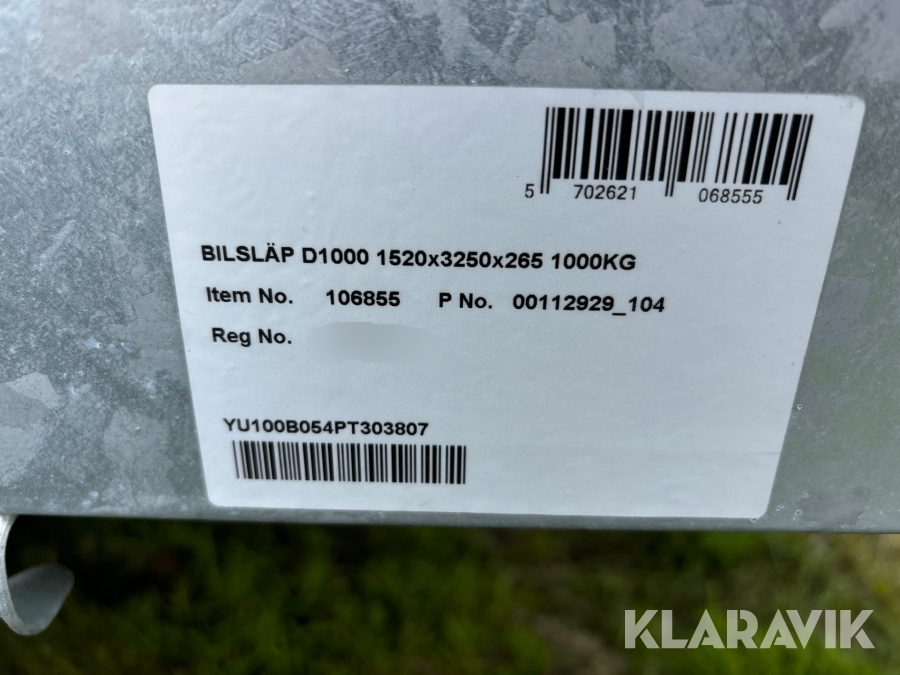 5 702621 068555
BILSLÄP D1000 1520x3250x265 1000KG
Item No. 106855 P No. 00112929_104
Reg No.
YU100B054PT303807
KLARAVIK